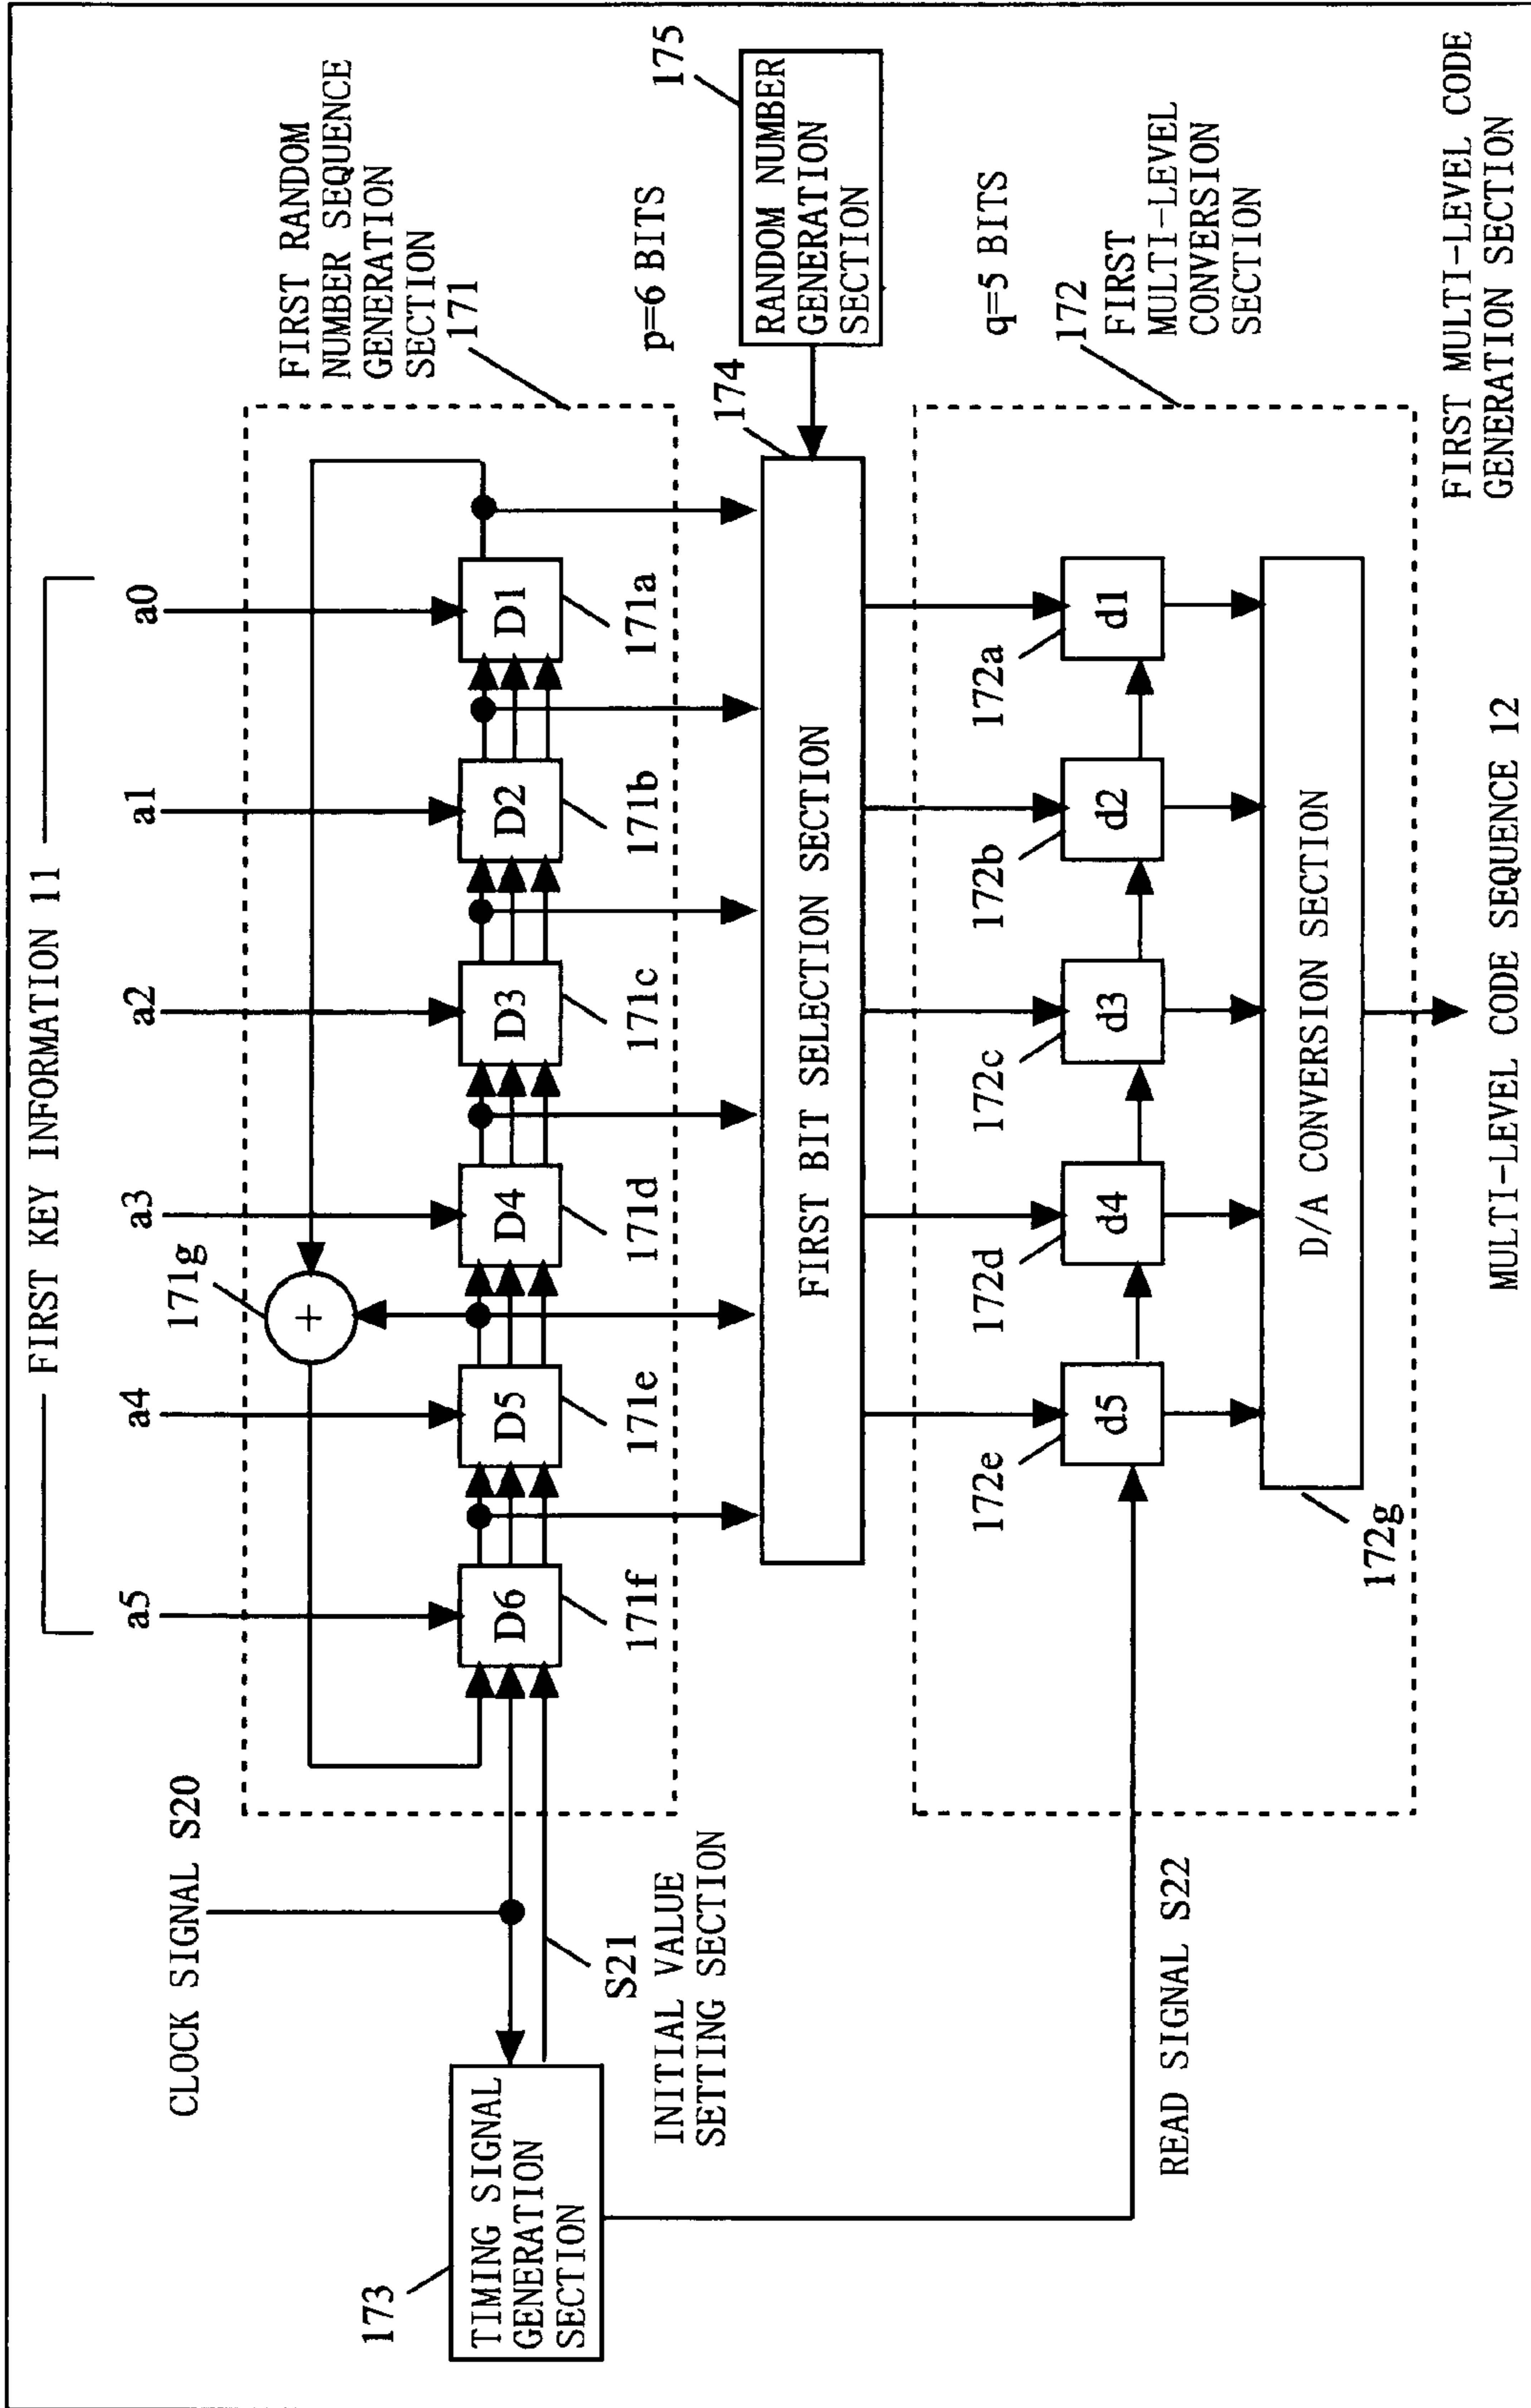 FIRST KEY INFORMATION 11
a5
a4
a3
a2
a1
a0
CLOCK SIGNAL S20
171g
FIRST RANDOM
NUMBER SEQUENCE
GENERATION
SECTION
171
+
173
TIMING SIGNAL
GENERATION
SECTION
D6
D5
D4
D3
D2
D1
171f
171e
171d
171c
171b
171a
S21
INITIAL VALUE
SETTING SECTION
p=6 BITS
174
175
FIRST BIT SELECTION SECTION
RANDOM NUMBER
GENERATION
SECTION
q=5 BITS
172
FIRST
MULTI-LEVEL
CONVERSION
SECTION
172e
172d
172c
172b
172a
d5
d4
d3
d2
d1
READ SIGNAL S22
D/A CONVERSION SECTION
172g
MULTI-LEVEL CODE SEQUENCE 12
FIRST MULTI-LEVEL CODE
GENERATION SECTION